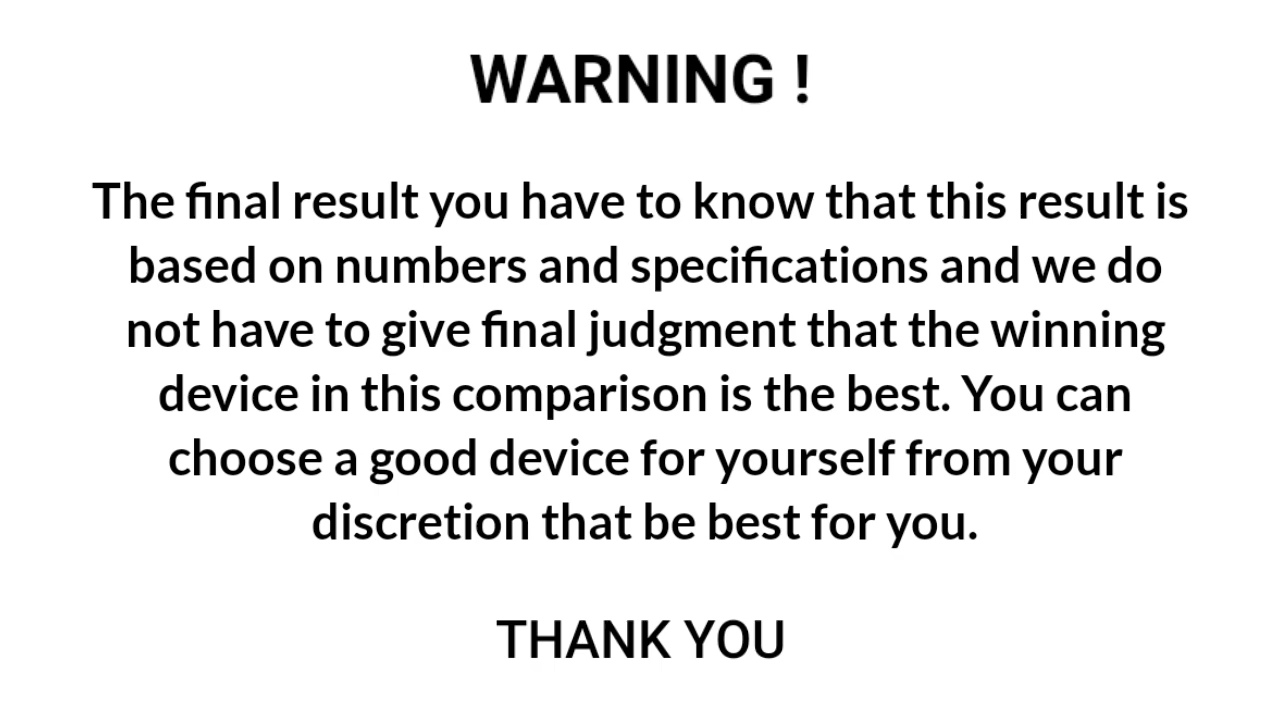 WARNING !
The final result you have to know that this result is
based on numbers and specifications and we do
not have to give final judgment that the winning
device in this comparison is the best. You can
choose a good device for yourself from your
discretion that be best for you.
THANK YOU